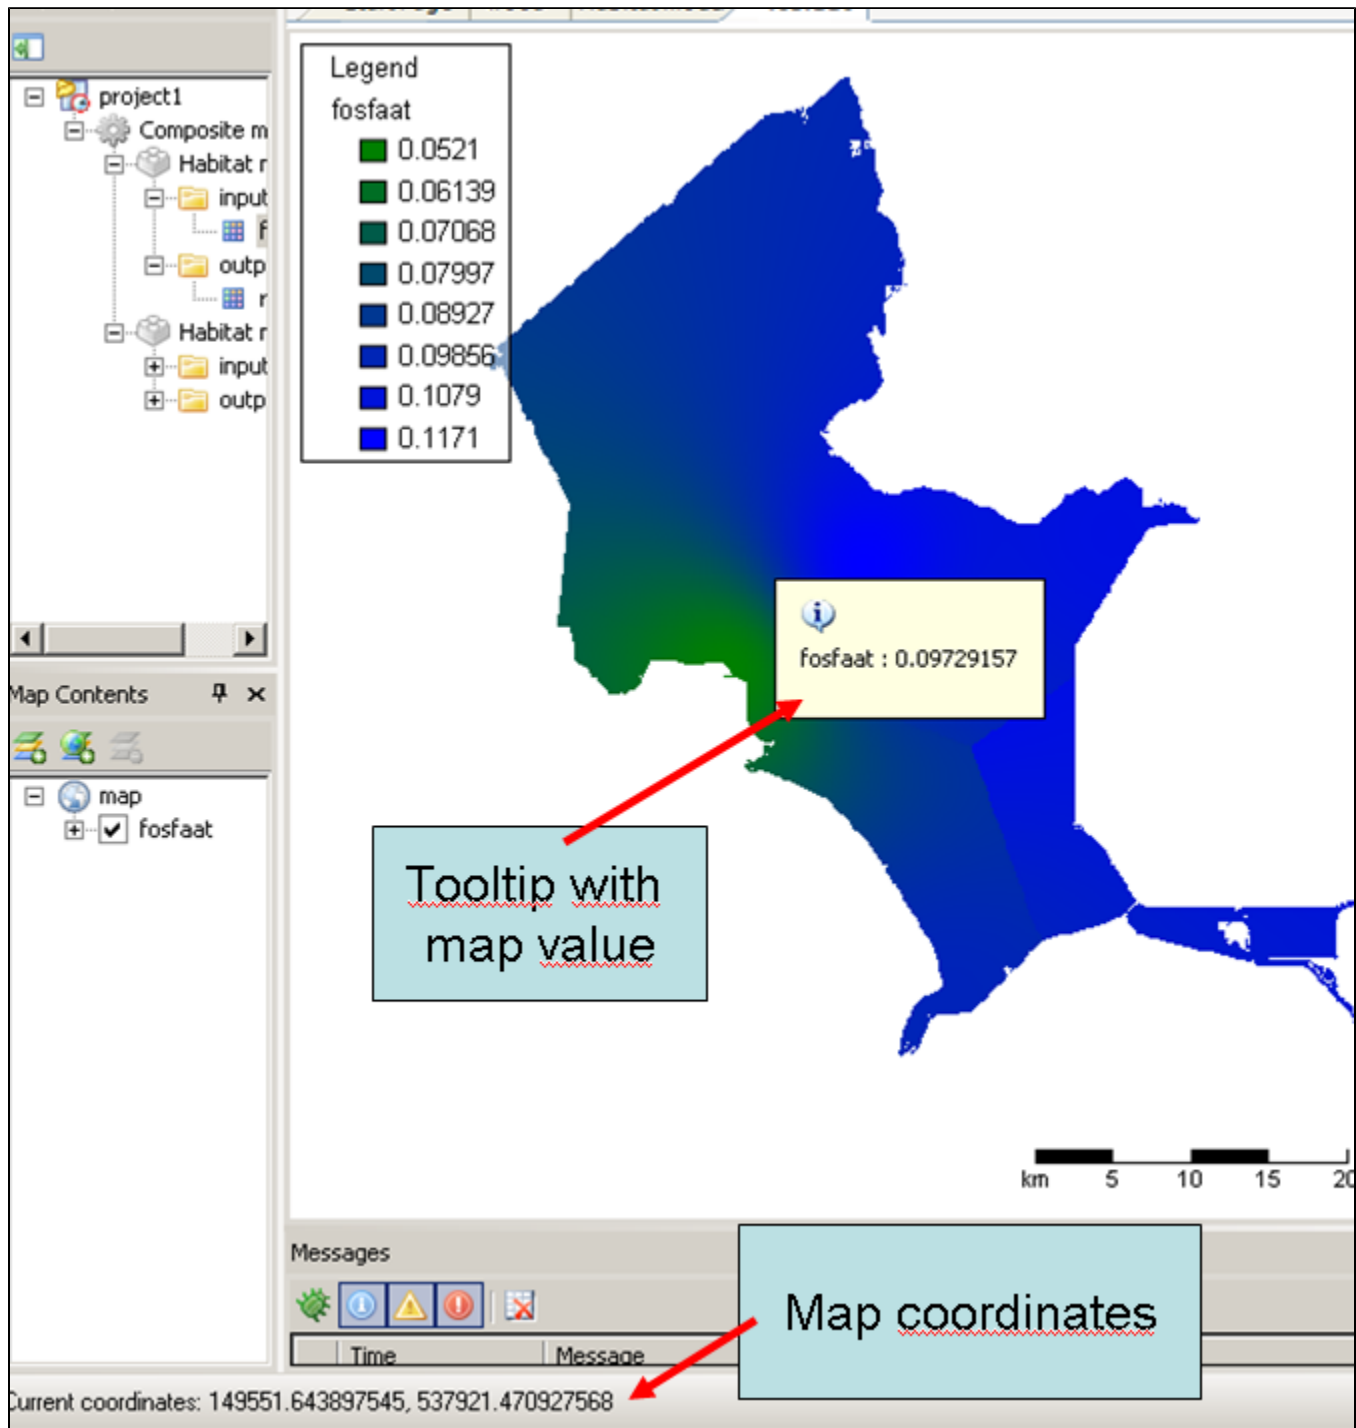 project1
Composite m
Habitat r
input
f
outp
r
Habitat r
input
outp
Map Contents
map
fosfaat
Legend
fosfaat
0.0521
0.06139
0.07068
0.07997
0.08927
0.09856
0.1079
0.1171
fosfaat : 0.09729157
Tooltip with
map value
km 5 10 15 20
Messages
Time Message
Map coordinates
Current coordinates: 149551.643897545, 537921.470927568